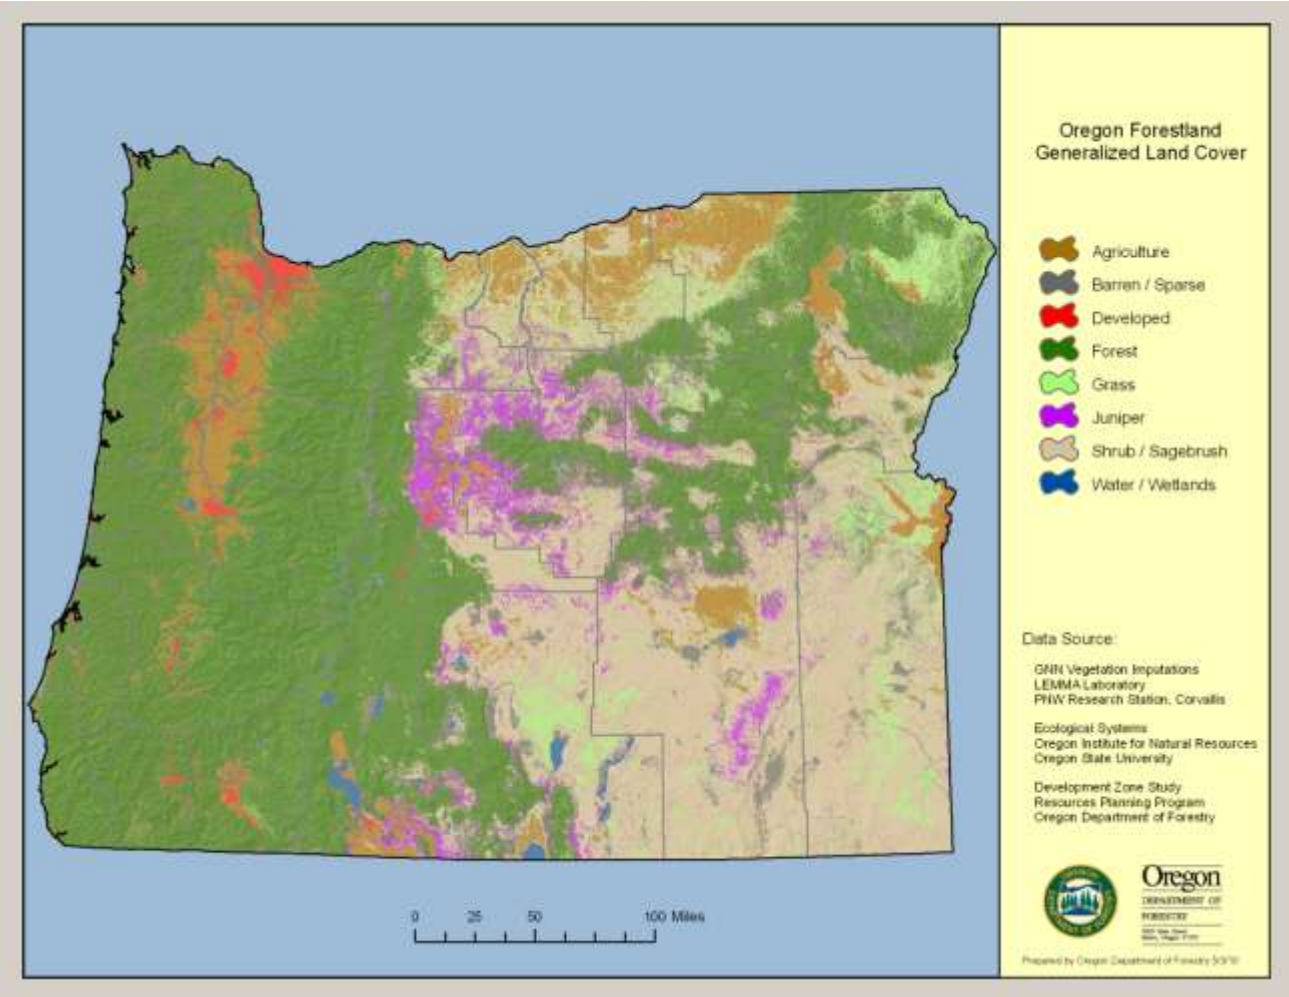 Oregon Forestland
Generalized Land Cover
Agriculture
Barren / Sparse
Developed
Forest
Grass
Juniper
Shrub / Sagebrush
Water / Wetlands
Data Source:
GNN Vegetation Imputations
LEMMA Laboratory
PNW Research Station, Corvallis
Ecological Systems
Oregon Institute for Natural Resources
Oregon State University
Development Zone Study
Resources Planning Program
Oregon Department of Forestry
Oregon
DEPARTMENT OF
FORESTRY
Prepared by Oregon Department of Forestry
0 25 50 100 Miles